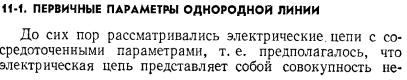 11-1. ПЕРВИЧНЫЕ ПАРАМЕТРЫ ОДНОРОДНОЙ ЛИНИИ
До сих пор рассматривались электрические цепи с со-
средоточенными параметрами, т. е. предполагалось, что
электрическая цепь представляет собой совокупность не-